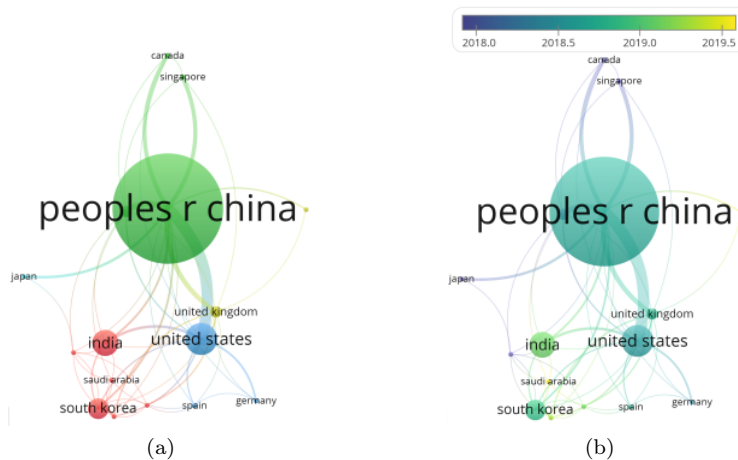 2018.0 2018.5 2019.0 2019.5
canada
singapore
peoples r china
japan
united kingdom
india
united states
saudi arabia
south korea
spain
germany
(a)
canada
singapore
peoples r china
japan
united kingdom
india
united states
saudi arabia
south korea
spain
germany
(b)